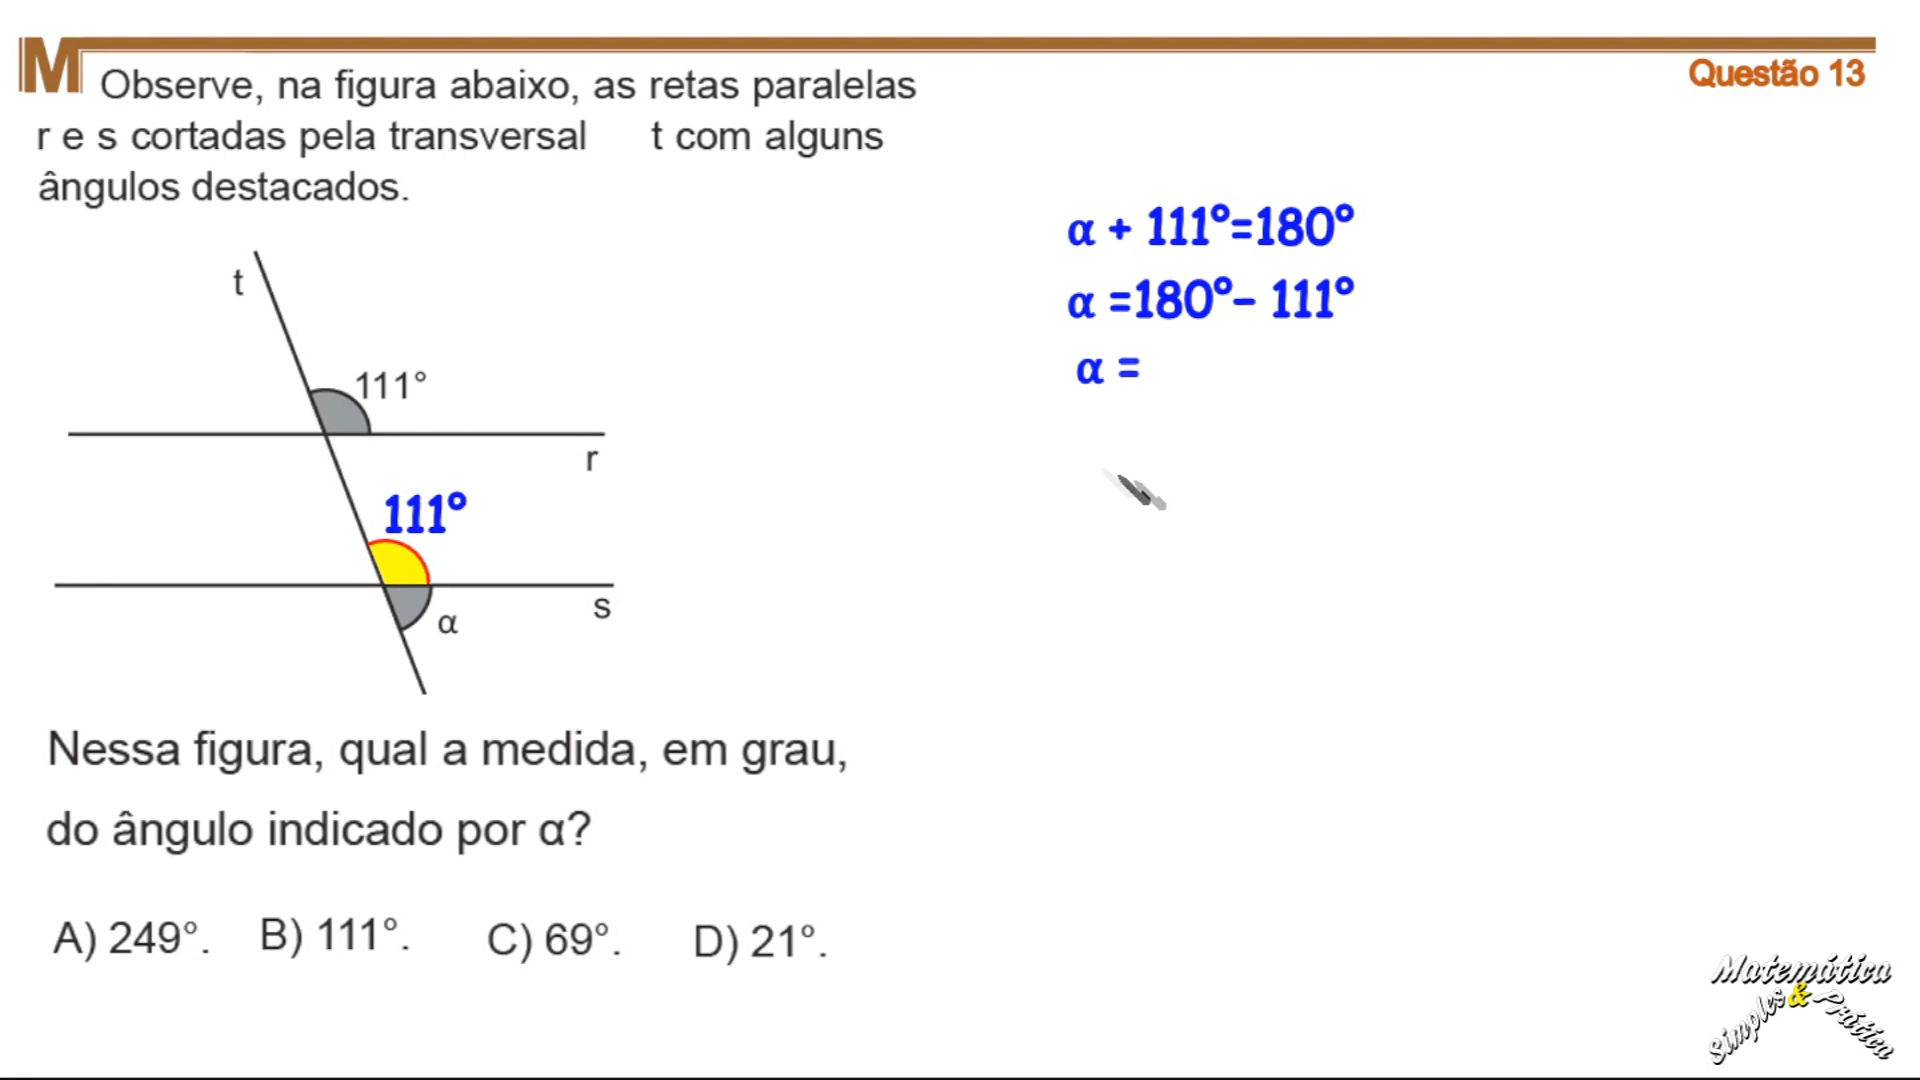 M
Questão 13
Observe, na figura abaixo, as retas paralelas
r e s cortadas pela transversal t com alguns
ângulos destacados.
t
111°
r
111°
s
α
α + 111°=180°
α =180°- 111°
α =
Nessa figura, qual a medida, em grau,
do ângulo indicado por α?
A) 249°. B) 111°. C) 69°. D) 21°.
Matemática
Simples & Prática